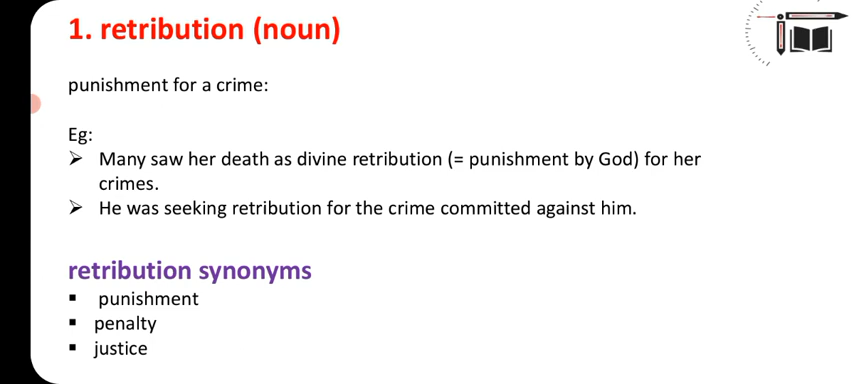 1. retribution (noun)
punishment for a crime:
Eg:
➢ Many saw her death as divine retribution (= punishment by God) for her
crimes.
➢ He was seeking retribution for the crime committed against him.
retribution synonyms
▪ punishment
▪ penalty
▪ justice